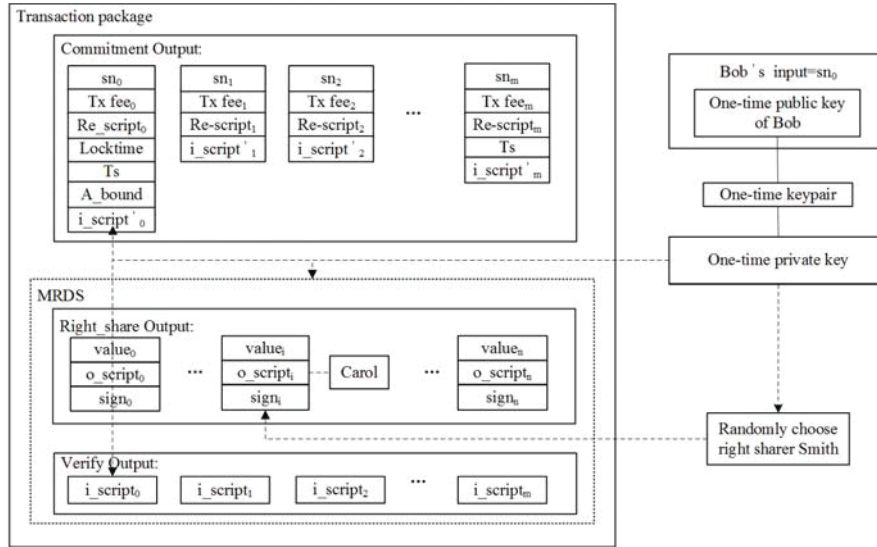 Transaction package
Commitment Output:
sn₀
Tx fee₀
Re_script₀
Locktime
Ts
A_bound
i_script'₀
sn₁
Tx fee₁
Re-script₁
i_script'₁
sn₂
Tx fee₂
Re-script₂
i_script'₂
...
snₘ
Tx feeₘ
Re-scriptₘ
Ts
i_script'ₘ
MRDS
Right_share Output:
value₀
o_script₀
sign₀
...
valueᵢ
o_scriptᵢ
signᵢ
Carol
...
valueₙ
o_scriptₙ
signₙ
Verify Output:
i_script₀
i_script₁
i_script₂
...
i_scriptₘ
Bob's input=sn₀
One-time public key
of Bob
One-time keypair
One-time private key
Randomly choose
right sharer Smith